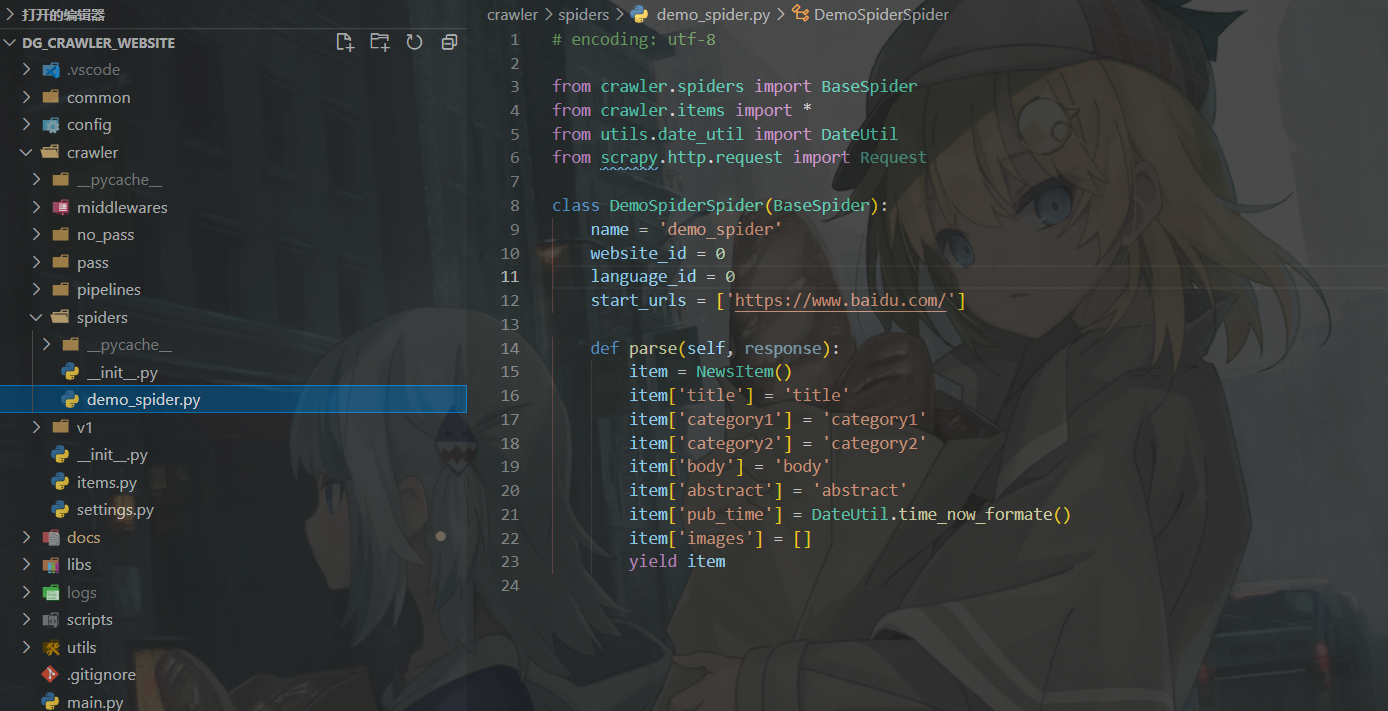 打开的编辑器
DG_CRAWLER_WEBSITE
.vscode
common
config
crawler
__pycache__
middlewares
no_pass
pass
pipelines
spiders
__pycache__
__init__.py
demo_spider.py
v1
__init__.py
items.py
settings.py
docs
libs
logs
scripts
utils
.gitignore
main.py
crawler > spiders > demo_spider.py > DemoSpiderSpider
1 # encoding: utf-8
2
3 from crawler.spiders import BaseSpider
4 from crawler.items import *
5 from utils.date_util import DateUtil
6 from scrapy.http.request import Request
7
8 class DemoSpiderSpider(BaseSpider):
9 name = 'demo_spider'
10 website_id = 0
11 language_id = 0
12 start_urls = ['https://www.baidu.com/']
13
14 def parse(self, response):
15 item = NewsItem()
16 item['title'] = 'title'
17 item['category1'] = 'category1'
18 item['category2'] = 'category2'
19 item['body'] = 'body'
20 item['abstract'] = 'abstract'
21 item['pub_time'] = DateUtil.time_now_formate()
22 item['images'] = []
23 yield item
24